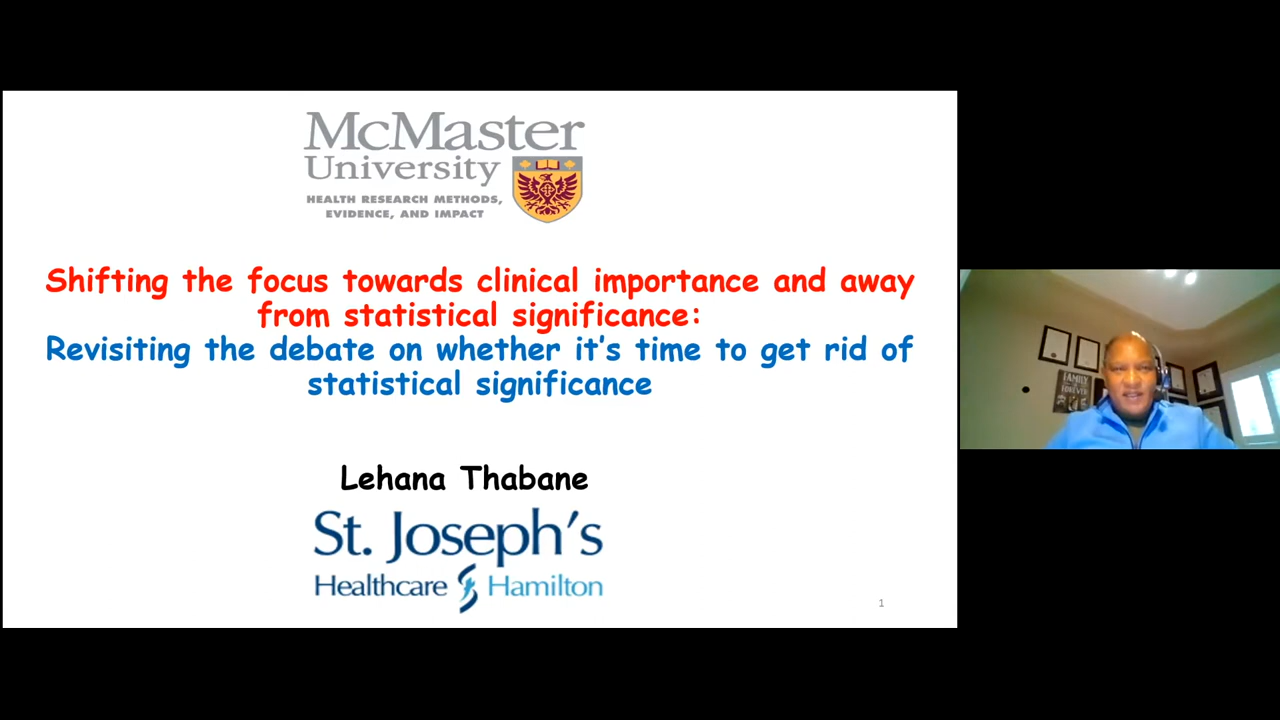 McMaster
University
HEALTH RESEARCH METHODS,
EVIDENCE, AND IMPACT
Shifting the focus towards clinical importance and away
from statistical significance:
Revisiting the debate on whether it's time to get rid of
statistical significance
Lehana Thabane
St. Joseph's
Healthcare Hamilton
1
FAMILY
FOREVER